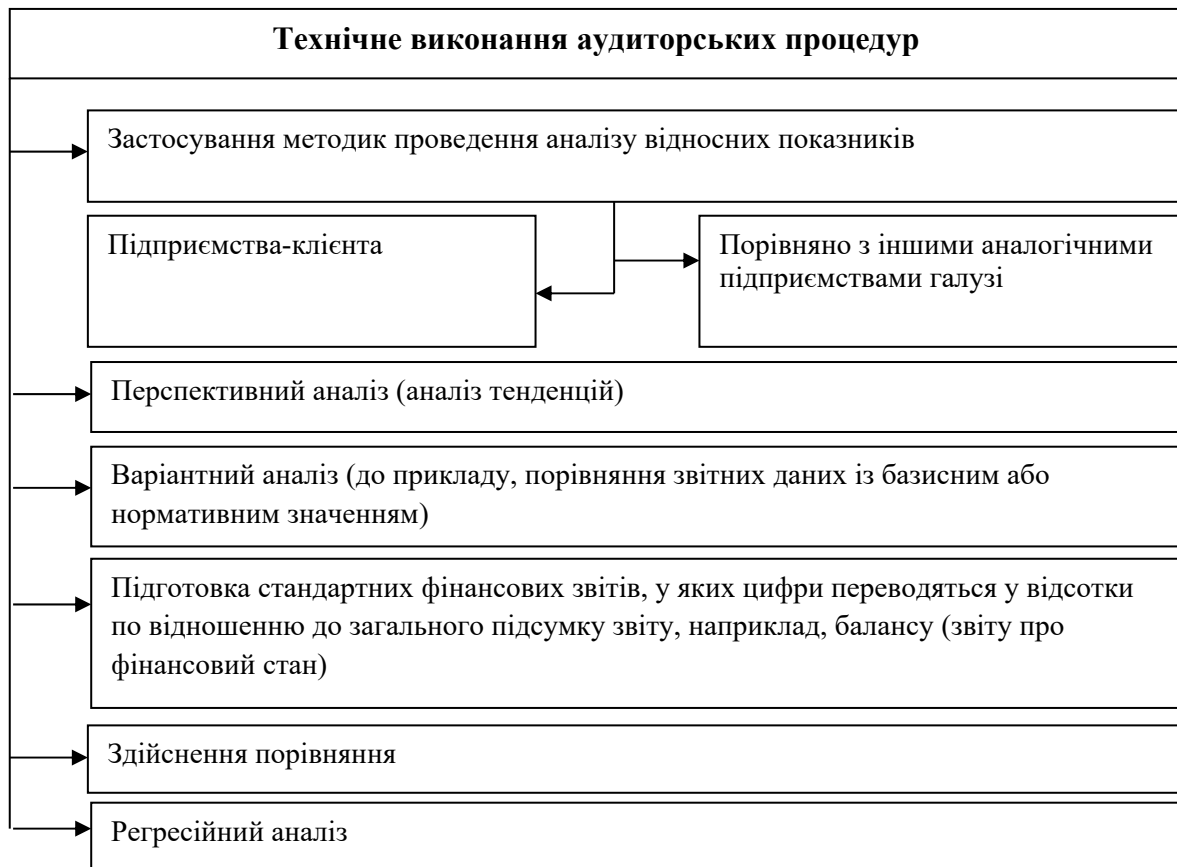 Технічне виконання аудиторських процедур
Застосування методик проведення аналізу відносних показників
Підприємства-клієнта
Порівняно з іншими аналогічними
підприємствами галузі
Перспективний аналіз (аналіз тенденцій)
Варіантний аналіз (до прикладу, порівняння звітних даних із базисним або
нормативним значенням)
Підготовка стандартних фінансових звітів, у яких цифри переводяться у відсотки
по відношенню до загального підсумку звіту, наприклад, балансу (звіту про
фінансовий стан)
Здійснення порівняння
Регресійний аналіз